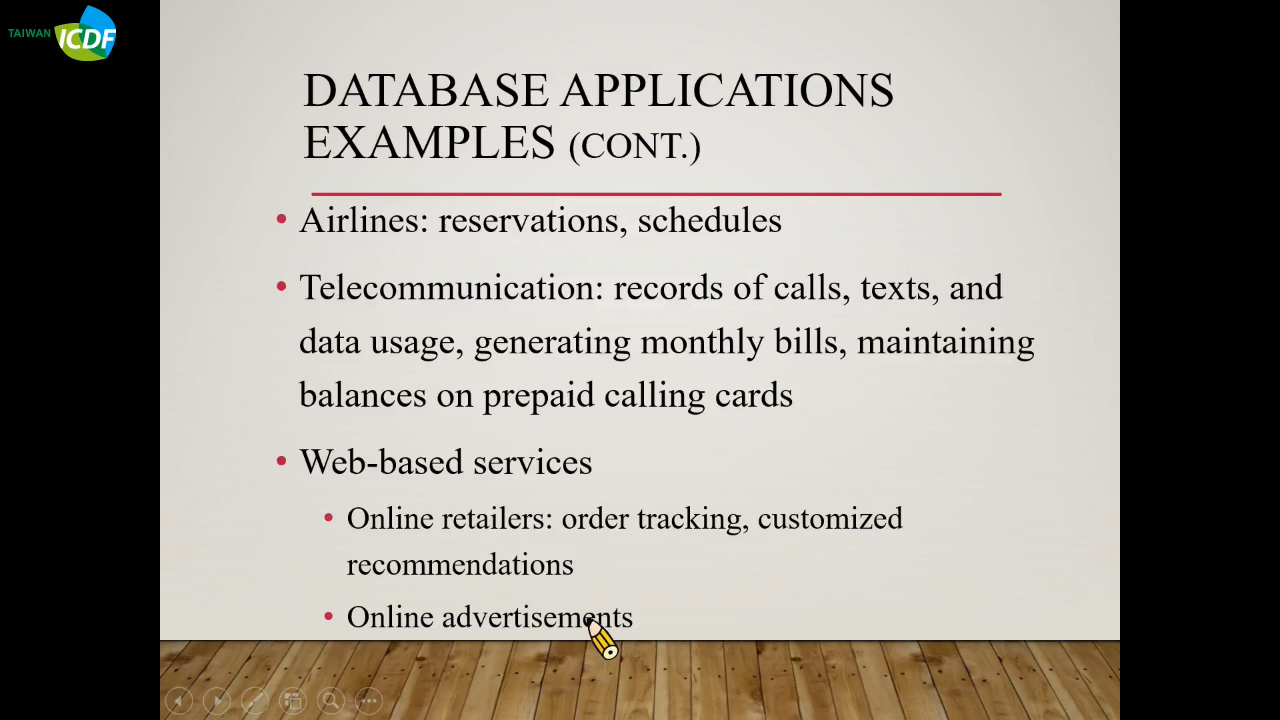 TAIWAN ICDF
DATABASE APPLICATIONS
EXAMPLES (CONT.)
• Airlines: reservations, schedules
• Telecommunication: records of calls, texts, and
data usage, generating monthly bills, maintaining
balances on prepaid calling cards
• Web-based services
• Online retailers: order tracking, customized
recommendations
• Online advertisements